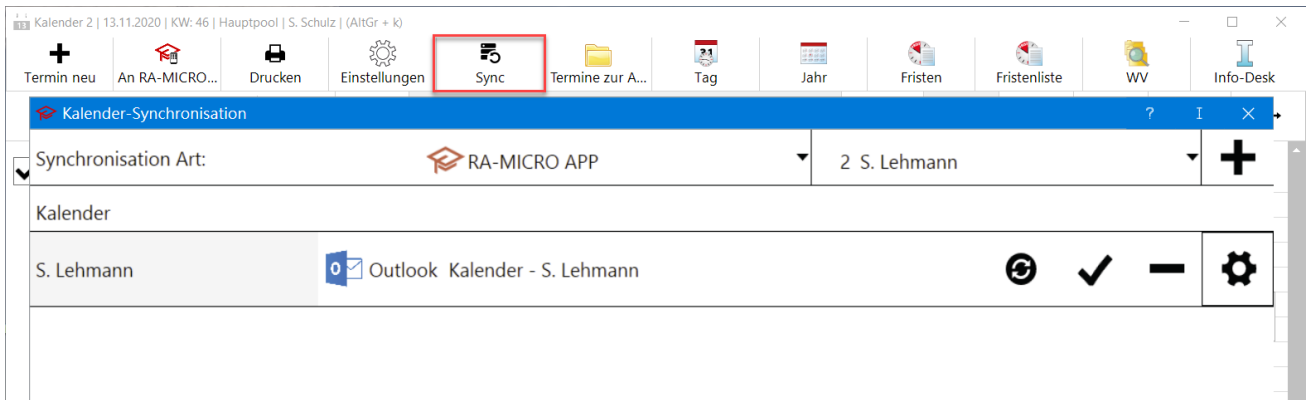 Kalender 2 | 13.11.2020 | KW: 46 | Hauptpool | S. Schulz | (AltGr + k)
Termin neu An RA-MICRO... Drucken Einstellungen Sync Termine zur A... Tag Jahr Fristen Fristenliste WV Info-Desk
Kalender-Synchronisation
Synchronisation Art: RA-MICRO APP 2 S. Lehmann
Kalender
S. Lehmann Outlook Kalender - S. Lehmann